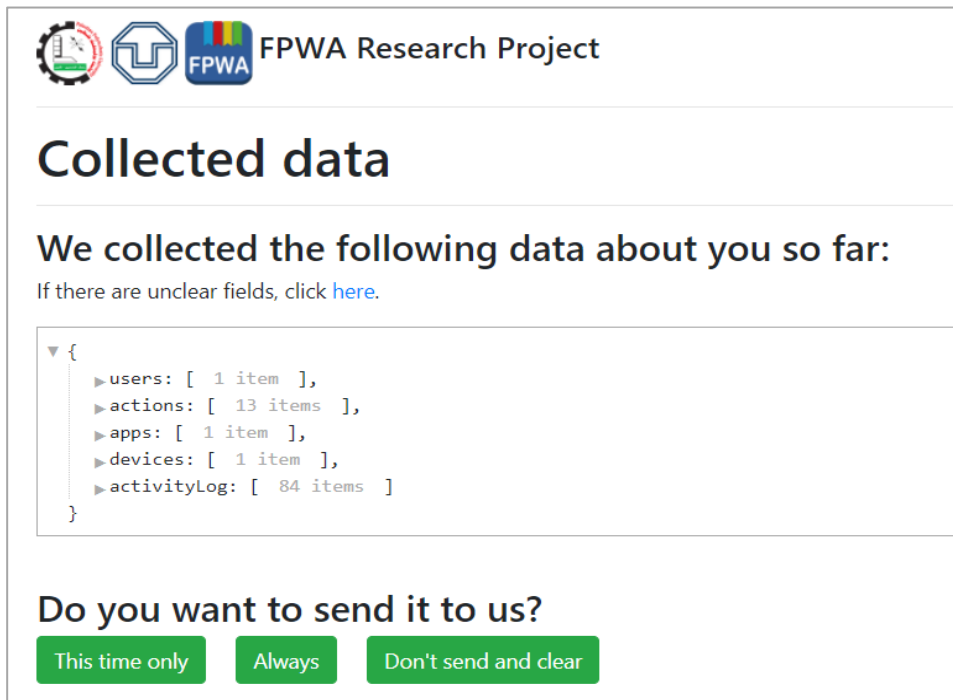 FPWA FPWA Research Project
Collected data
We collected the following data about you so far:
If there are unclear fields, click here.
▼ {
▶ users: [ 1 item ],
▶ actions: [ 13 items ],
▶ apps: [ 1 item ],
▶ devices: [ 1 item ],
▶ activityLog: [ 84 items ]
}
Do you want to send it to us?
This time only Always Don't send and clear